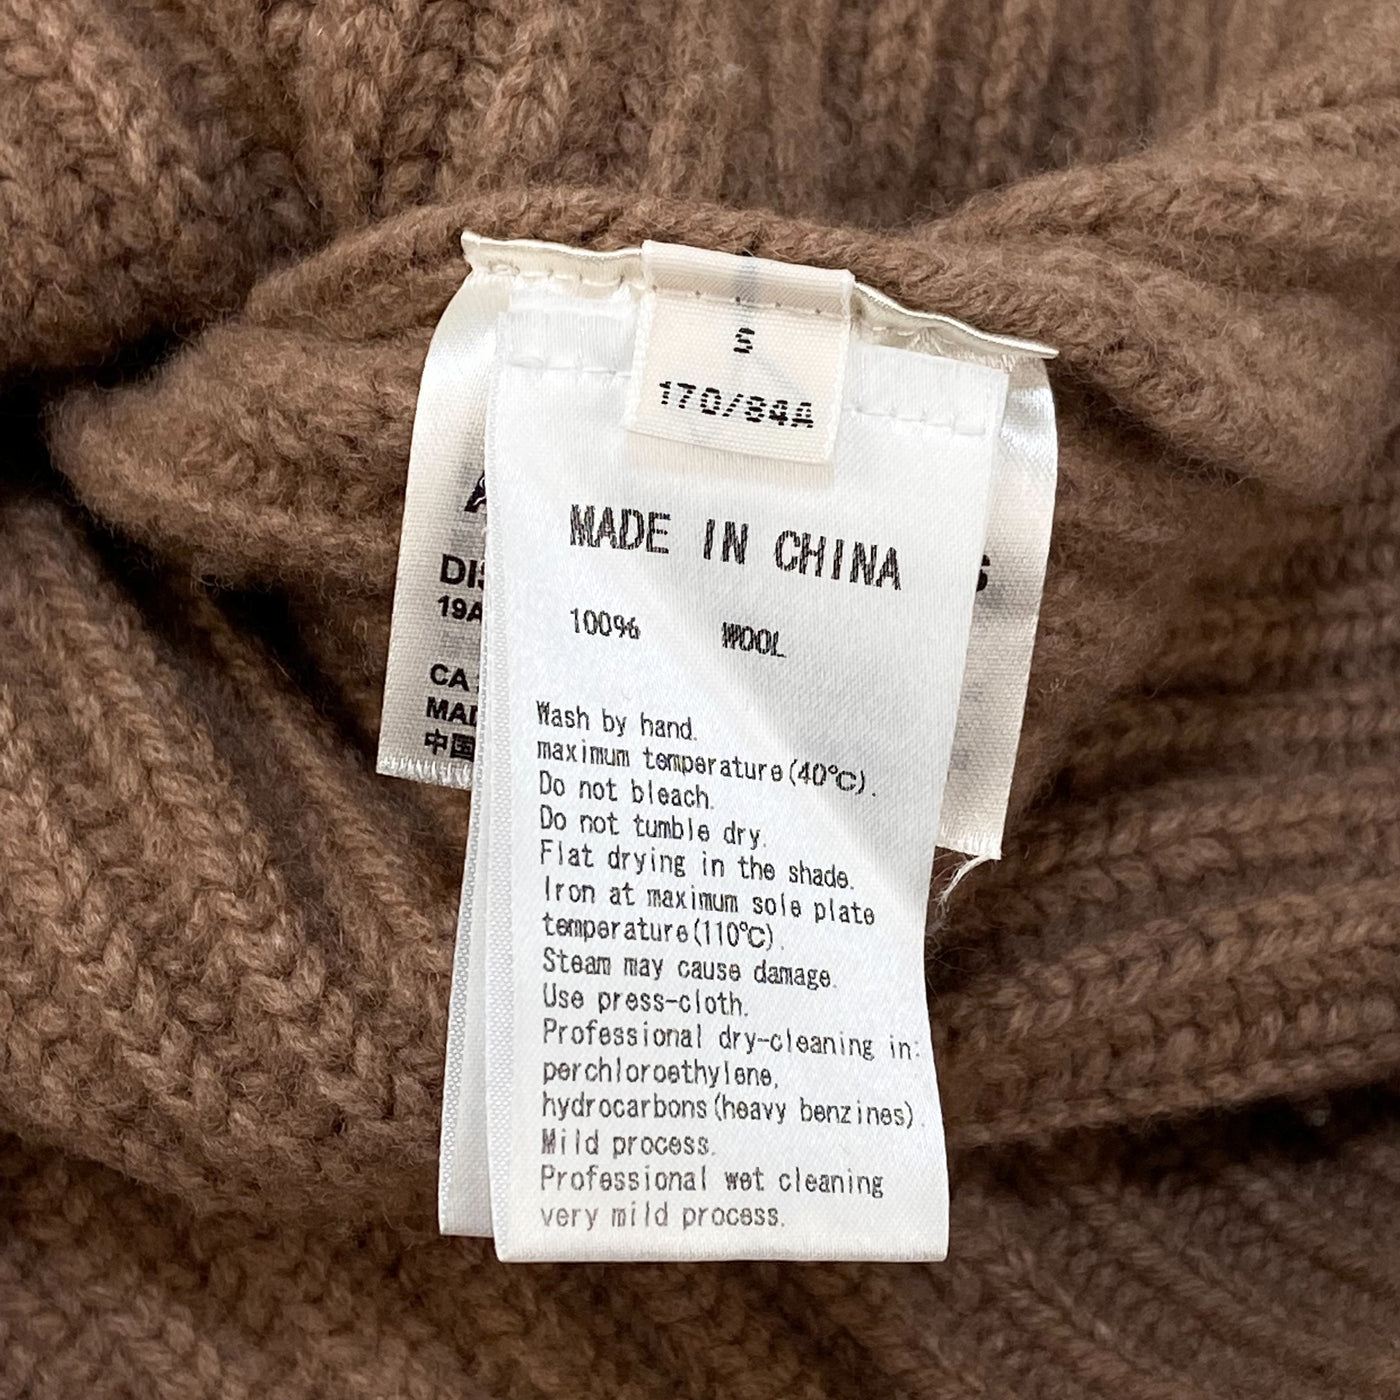 S
170/84A
MADE IN CHINA
100% WOOL
Wash by hand.
maximum temperature(40℃).
Do not bleach.
Do not tumble dry.
Flat drying in the shade.
Iron at maximum sole plate
temperature(110℃).
Steam may cause damage.
Use press-cloth.
Professional dry-cleaning in:
perchloroethylene,
hydrocarbons(heavy benzines).
Mild process.
Professional wet cleaning
very mild process.
CA
中国